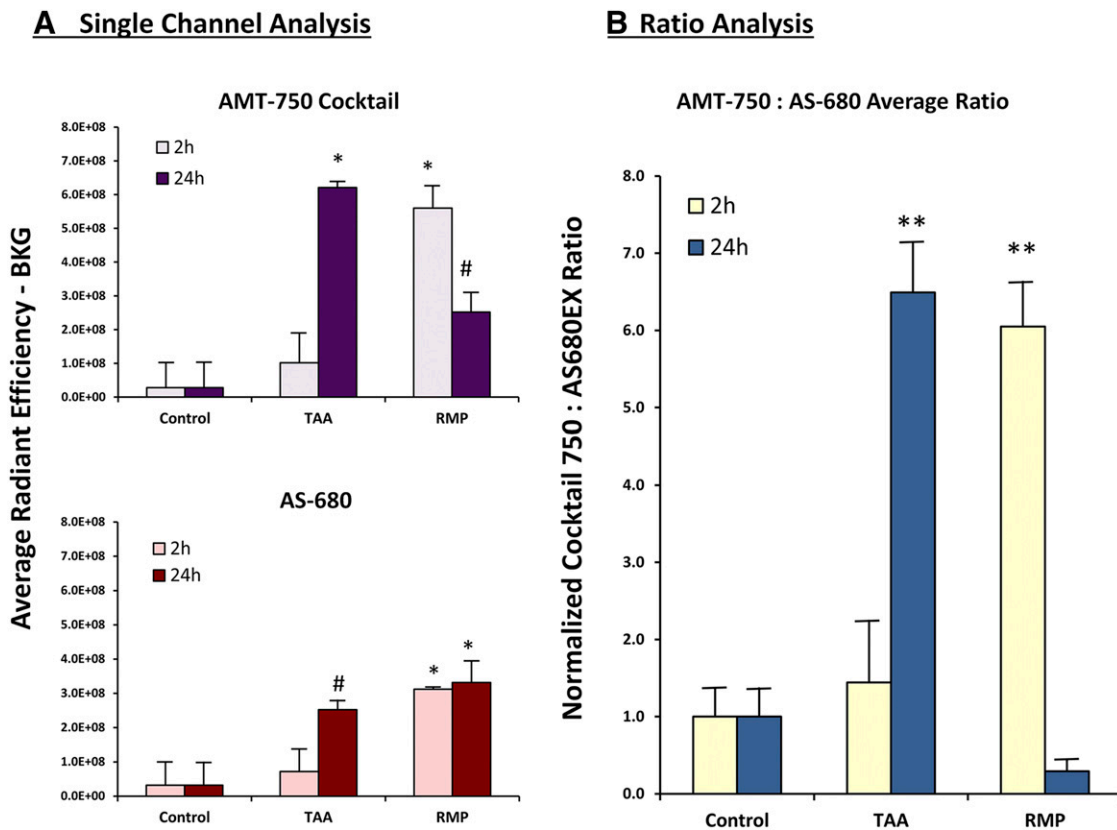 A Single Channel Analysis
AMT-750 Cocktail
Average Radiant Efficiency - BKG
8.0E+08
7.0E+08
6.0E+08
5.0E+08
4.0E+08
3.0E+08
2.0E+08
1.0E+08
0.0E+00
2h
24h
*
*
#
Control TAA RMP
AS-680
8.0E+08
7.0E+08
6.0E+08
5.0E+08
4.0E+08
3.0E+08
2.0E+08
1.0E+08
0.0E+00
2h
24h
#
*
*
Control TAA RMP
B Ratio Analysis
AMT-750 : AS-680 Average Ratio
Normalized Cocktail 750 : AS680EX Ratio
8.0
7.0
6.0
5.0
4.0
3.0
2.0
1.0
0.0
2h
24h
**
**
Control TAA RMP